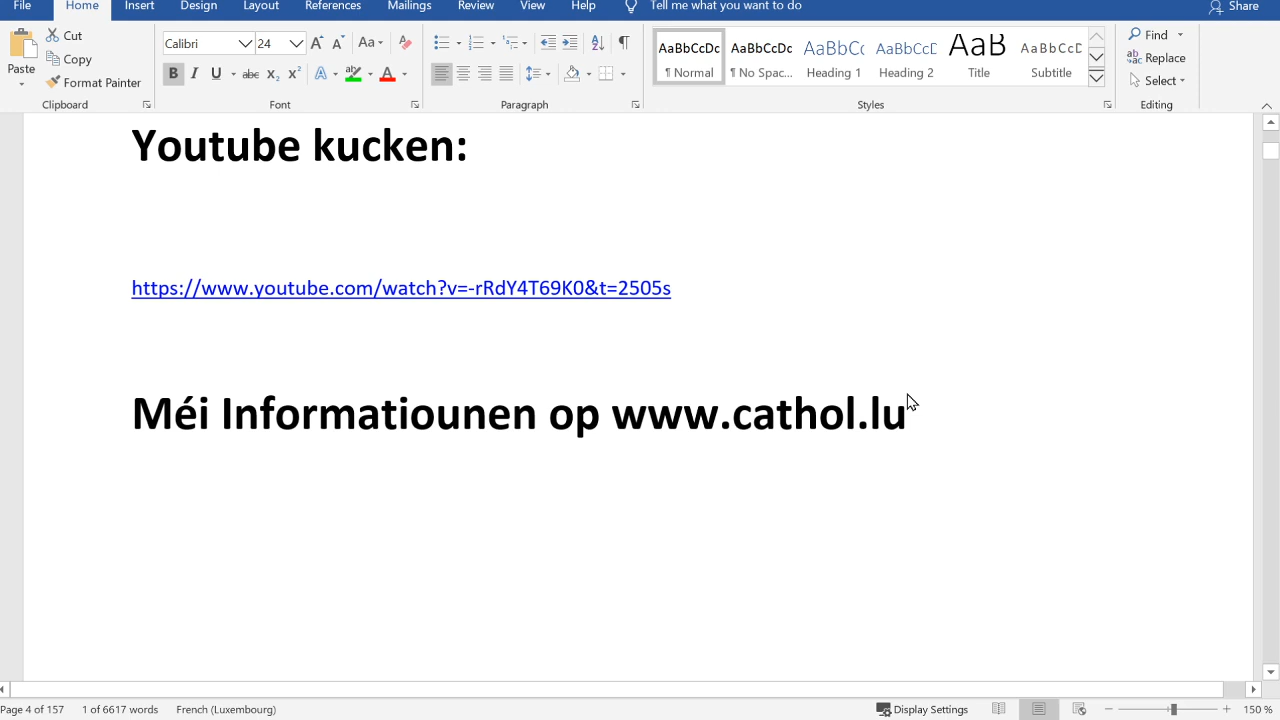 File Home Insert Design Layout References Mailings Review View Help Tell me what you want to do Share
Cut
Copy
Format Painter
Paste
Clipboard
Calibri 24
Font
Paragraph
AaBbCcDc AaBbCcDc AaBbCc AaBbCcD AaB AaBbCcD
¶ Normal ¶ No Spac... Heading 1 Heading 2 Title Subtitle
Styles
Find
Replace
Select
Editing
Youtube kucken:
https://www.youtube.com/watch?v=-rRdY4T69K0&t=2505s
Méi Informatiounen op www.cathol.lu
Page 4 of 157 1 of 6617 words French (Luxembourg) Display Settings 150 %